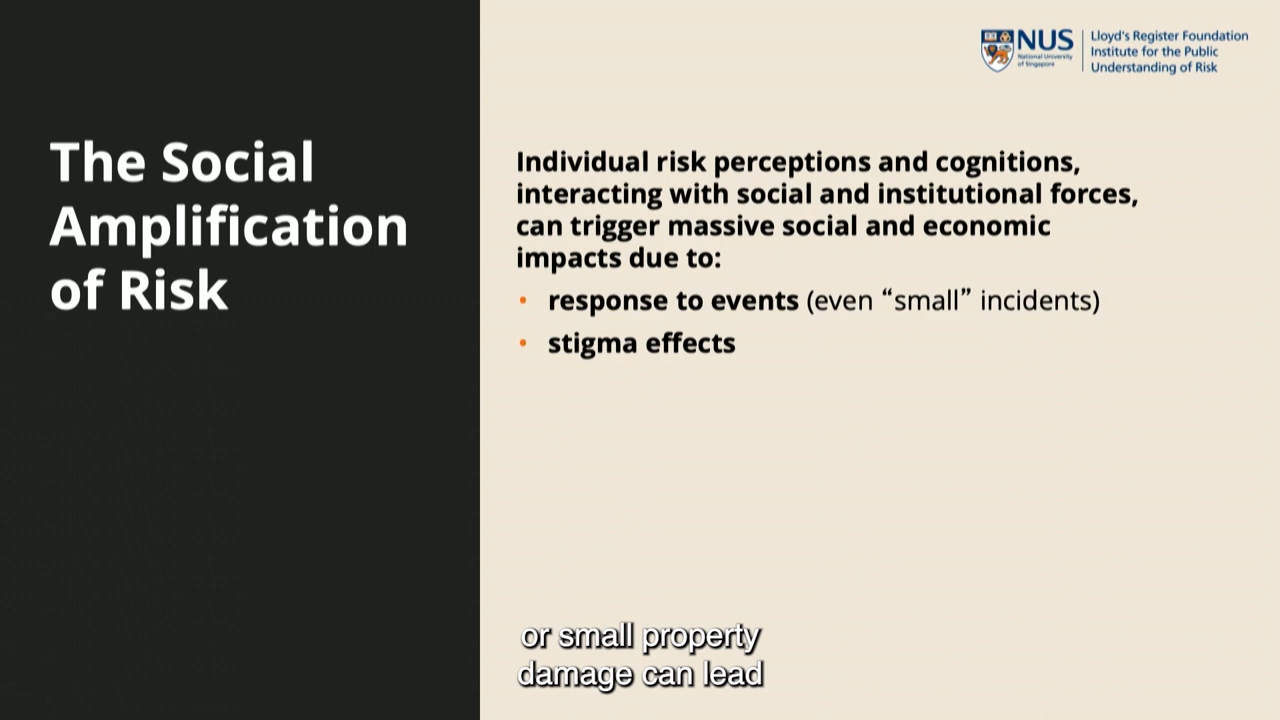 NUS
National University
of Singapore
Lloyd's Register Foundation
Institute for the Public
Understanding of Risk
The Social
Amplification
of Risk
Individual risk perceptions and cognitions,
interacting with social and institutional forces,
can trigger massive social and economic
impacts due to:
• response to events (even “small” incidents)
• stigma effects
or small property
damage can lead